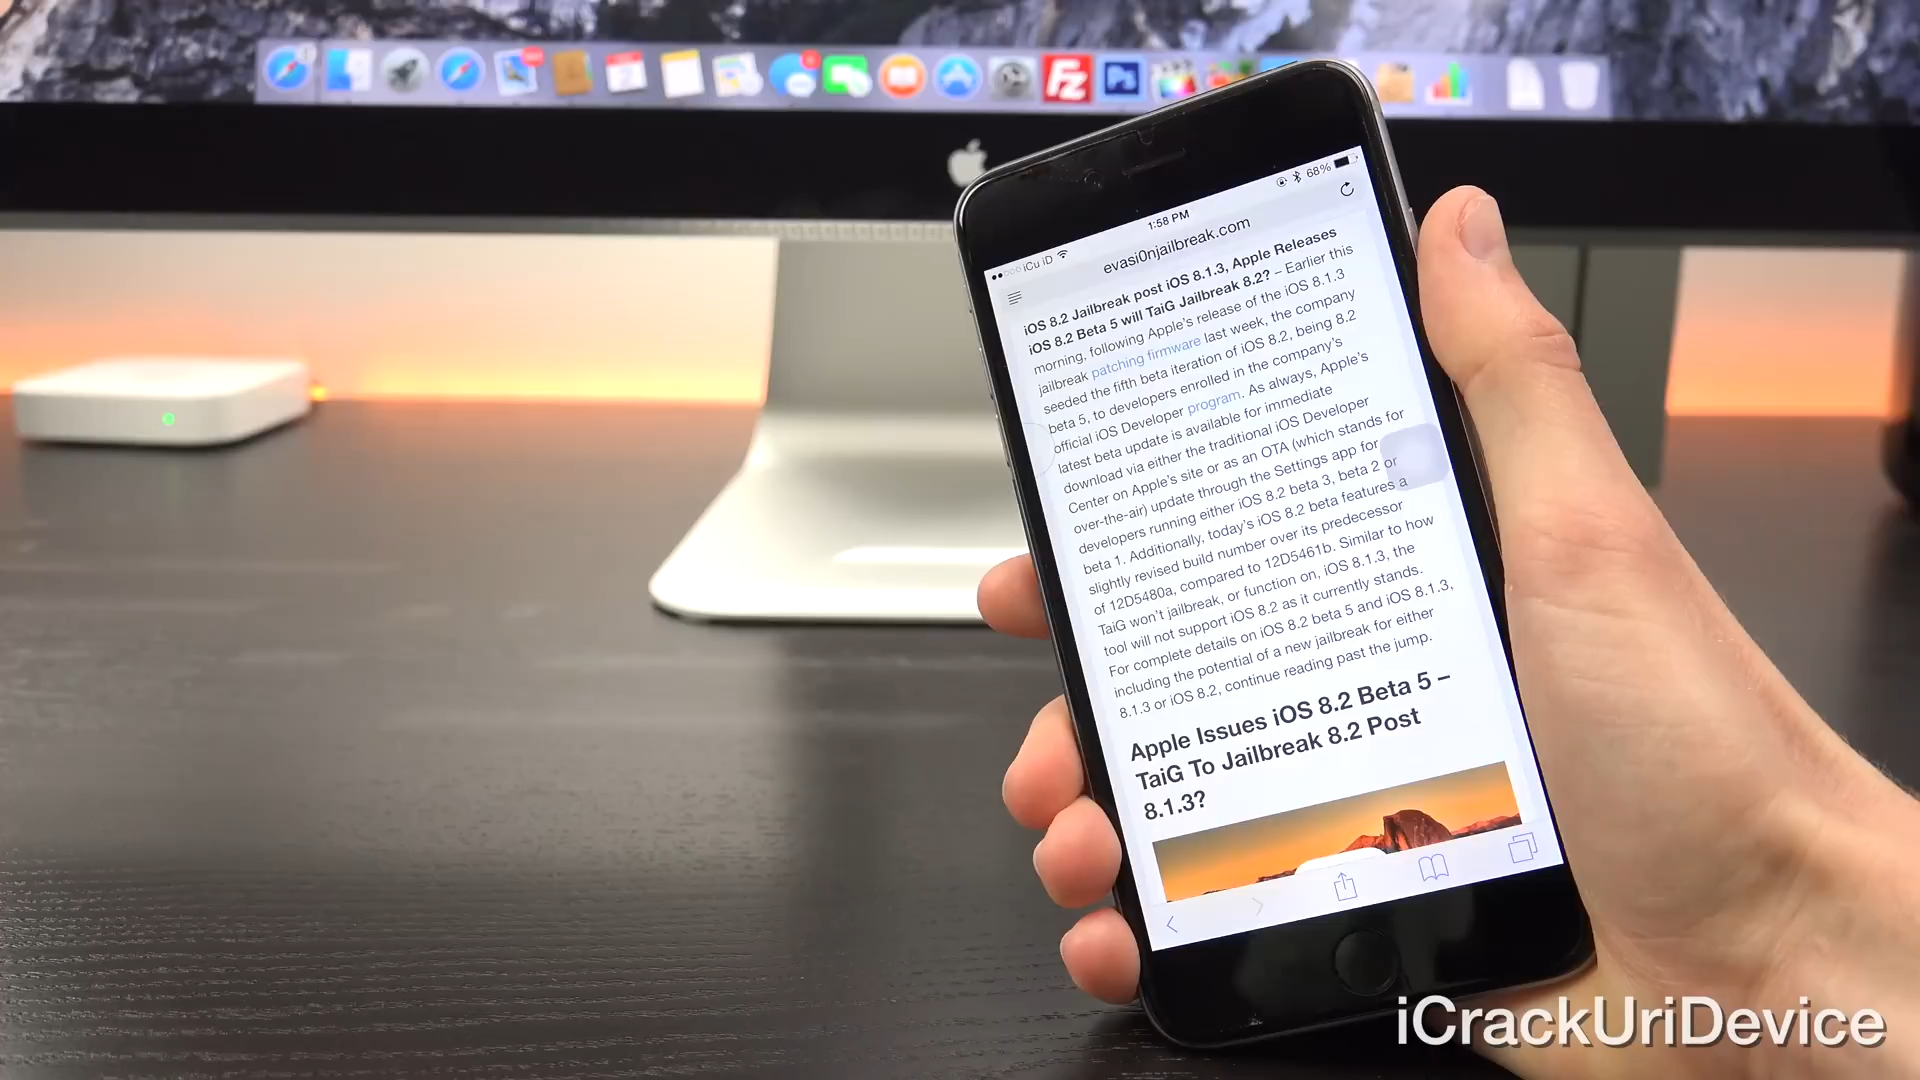 Fz
Ps
68%
1:58 PM
iCu iD
evasi0njailbreak.com
iOS 8.2 Jailbreak post iOS 8.1.3, Apple Releases
iOS 8.2 Beta 5 will TaiG Jailbreak 8.2? – Earlier this
morning, following Apple's release of the iOS 8.1.3
jailbreak patching firmware last week, the company
seeded the fifth beta iteration of iOS 8.2, being 8.2
beta 5, to developers enrolled in the company's
official iOS Developer program. As always, Apple's
latest beta update is available for immediate
download via either the traditional iOS Developer
Center on Apple's site or as an OTA (which stands for
over-the-air) update through the Settings app for
developers running either iOS 8.2 beta 3, beta 2 or
beta 1. Additionally, today's iOS 8.2 beta features a
slightly revised build number over its predecessor
of 12D5480a, compared to 12D5461b. Similar to how
TaiG won't jailbreak, or function on, iOS 8.1.3, the
tool will not support iOS 8.2 as it currently stands.
For complete details on iOS 8.2 beta 5 and iOS 8.1.3,
including the potential of a new jailbreak for either
8.1.3 or iOS 8.2, continue reading past the jump.
Apple Issues iOS 8.2 Beta 5 –
TaiG To Jailbreak 8.2 Post
8.1.3?
iCrackUriDevice